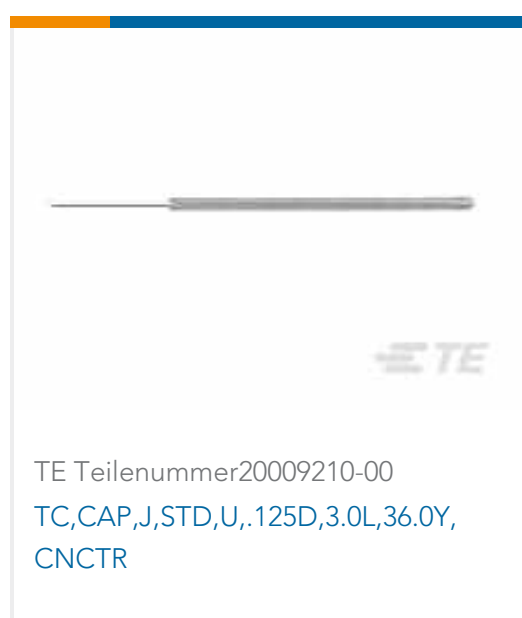 TE
TE Teilenummer20009210-00
TC,CAP,J,STD,U,.125D,3.0L,36.0Y,
CNCTR